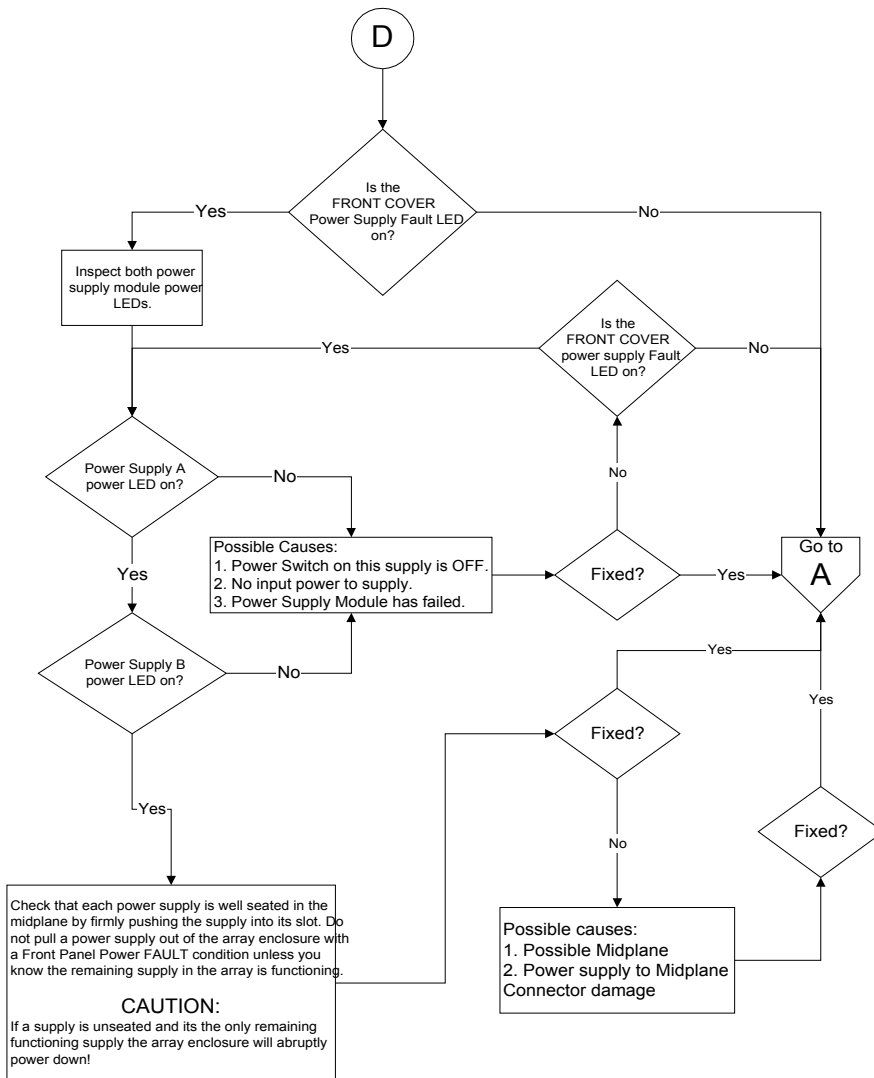 D
Is the
FRONT COVER
Power Supply Fault LED
on?
Yes
No
Inspect both power
supply module power
LEDs.
Is the
FRONT COVER
power supply Fault
LED on?
Yes
No
Power Supply A
power LED on?
No
No
Possible Causes:
1. Power Switch on this supply is OFF.
2. No input power to supply.
3. Power Supply Module has failed.
Fixed?
Yes
Go to
A
Yes
Power Supply B
power LED on?
No
Yes
Fixed?
Yes
Yes
No
Fixed?
Check that each power supply is well seated in the
midplane by firmly pushing the supply into its slot. Do
not pull a power supply out of the array enclosure with
a Front Panel Power FAULT condition unless you
know the remaining supply in the array is functioning.
CAUTION:
If a supply is unseated and its the only remaining
functioning supply the array enclosure will abruptly
power down!
Possible causes:
1. Possible Midplane
2. Power supply to Midplane
Connector damage